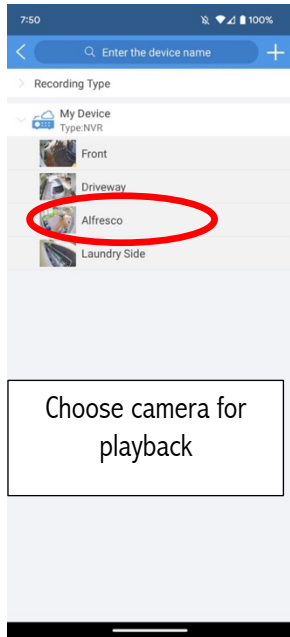 7:50 100%
Enter the device name
Recording Type
My Device
Type:NVR
Front
Driveway
Alfresco
Laundry Side
Choose camera for
playback